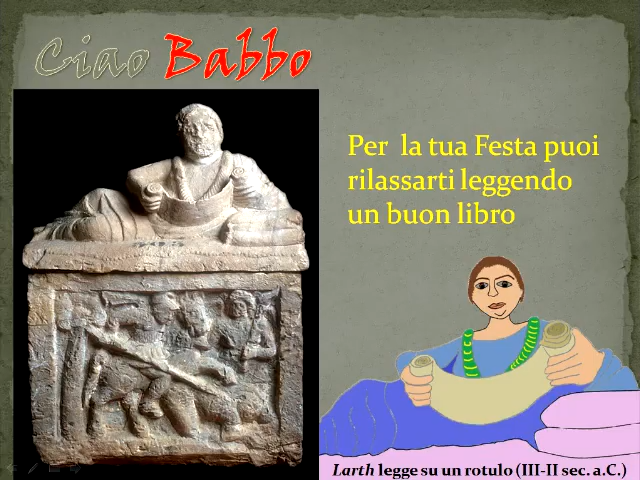 Ciao Babbo
Per la tua Festa puoi
rilassarti leggendo
un buon libro
Larth legge su un rotulo (III-II sec. a.C.)